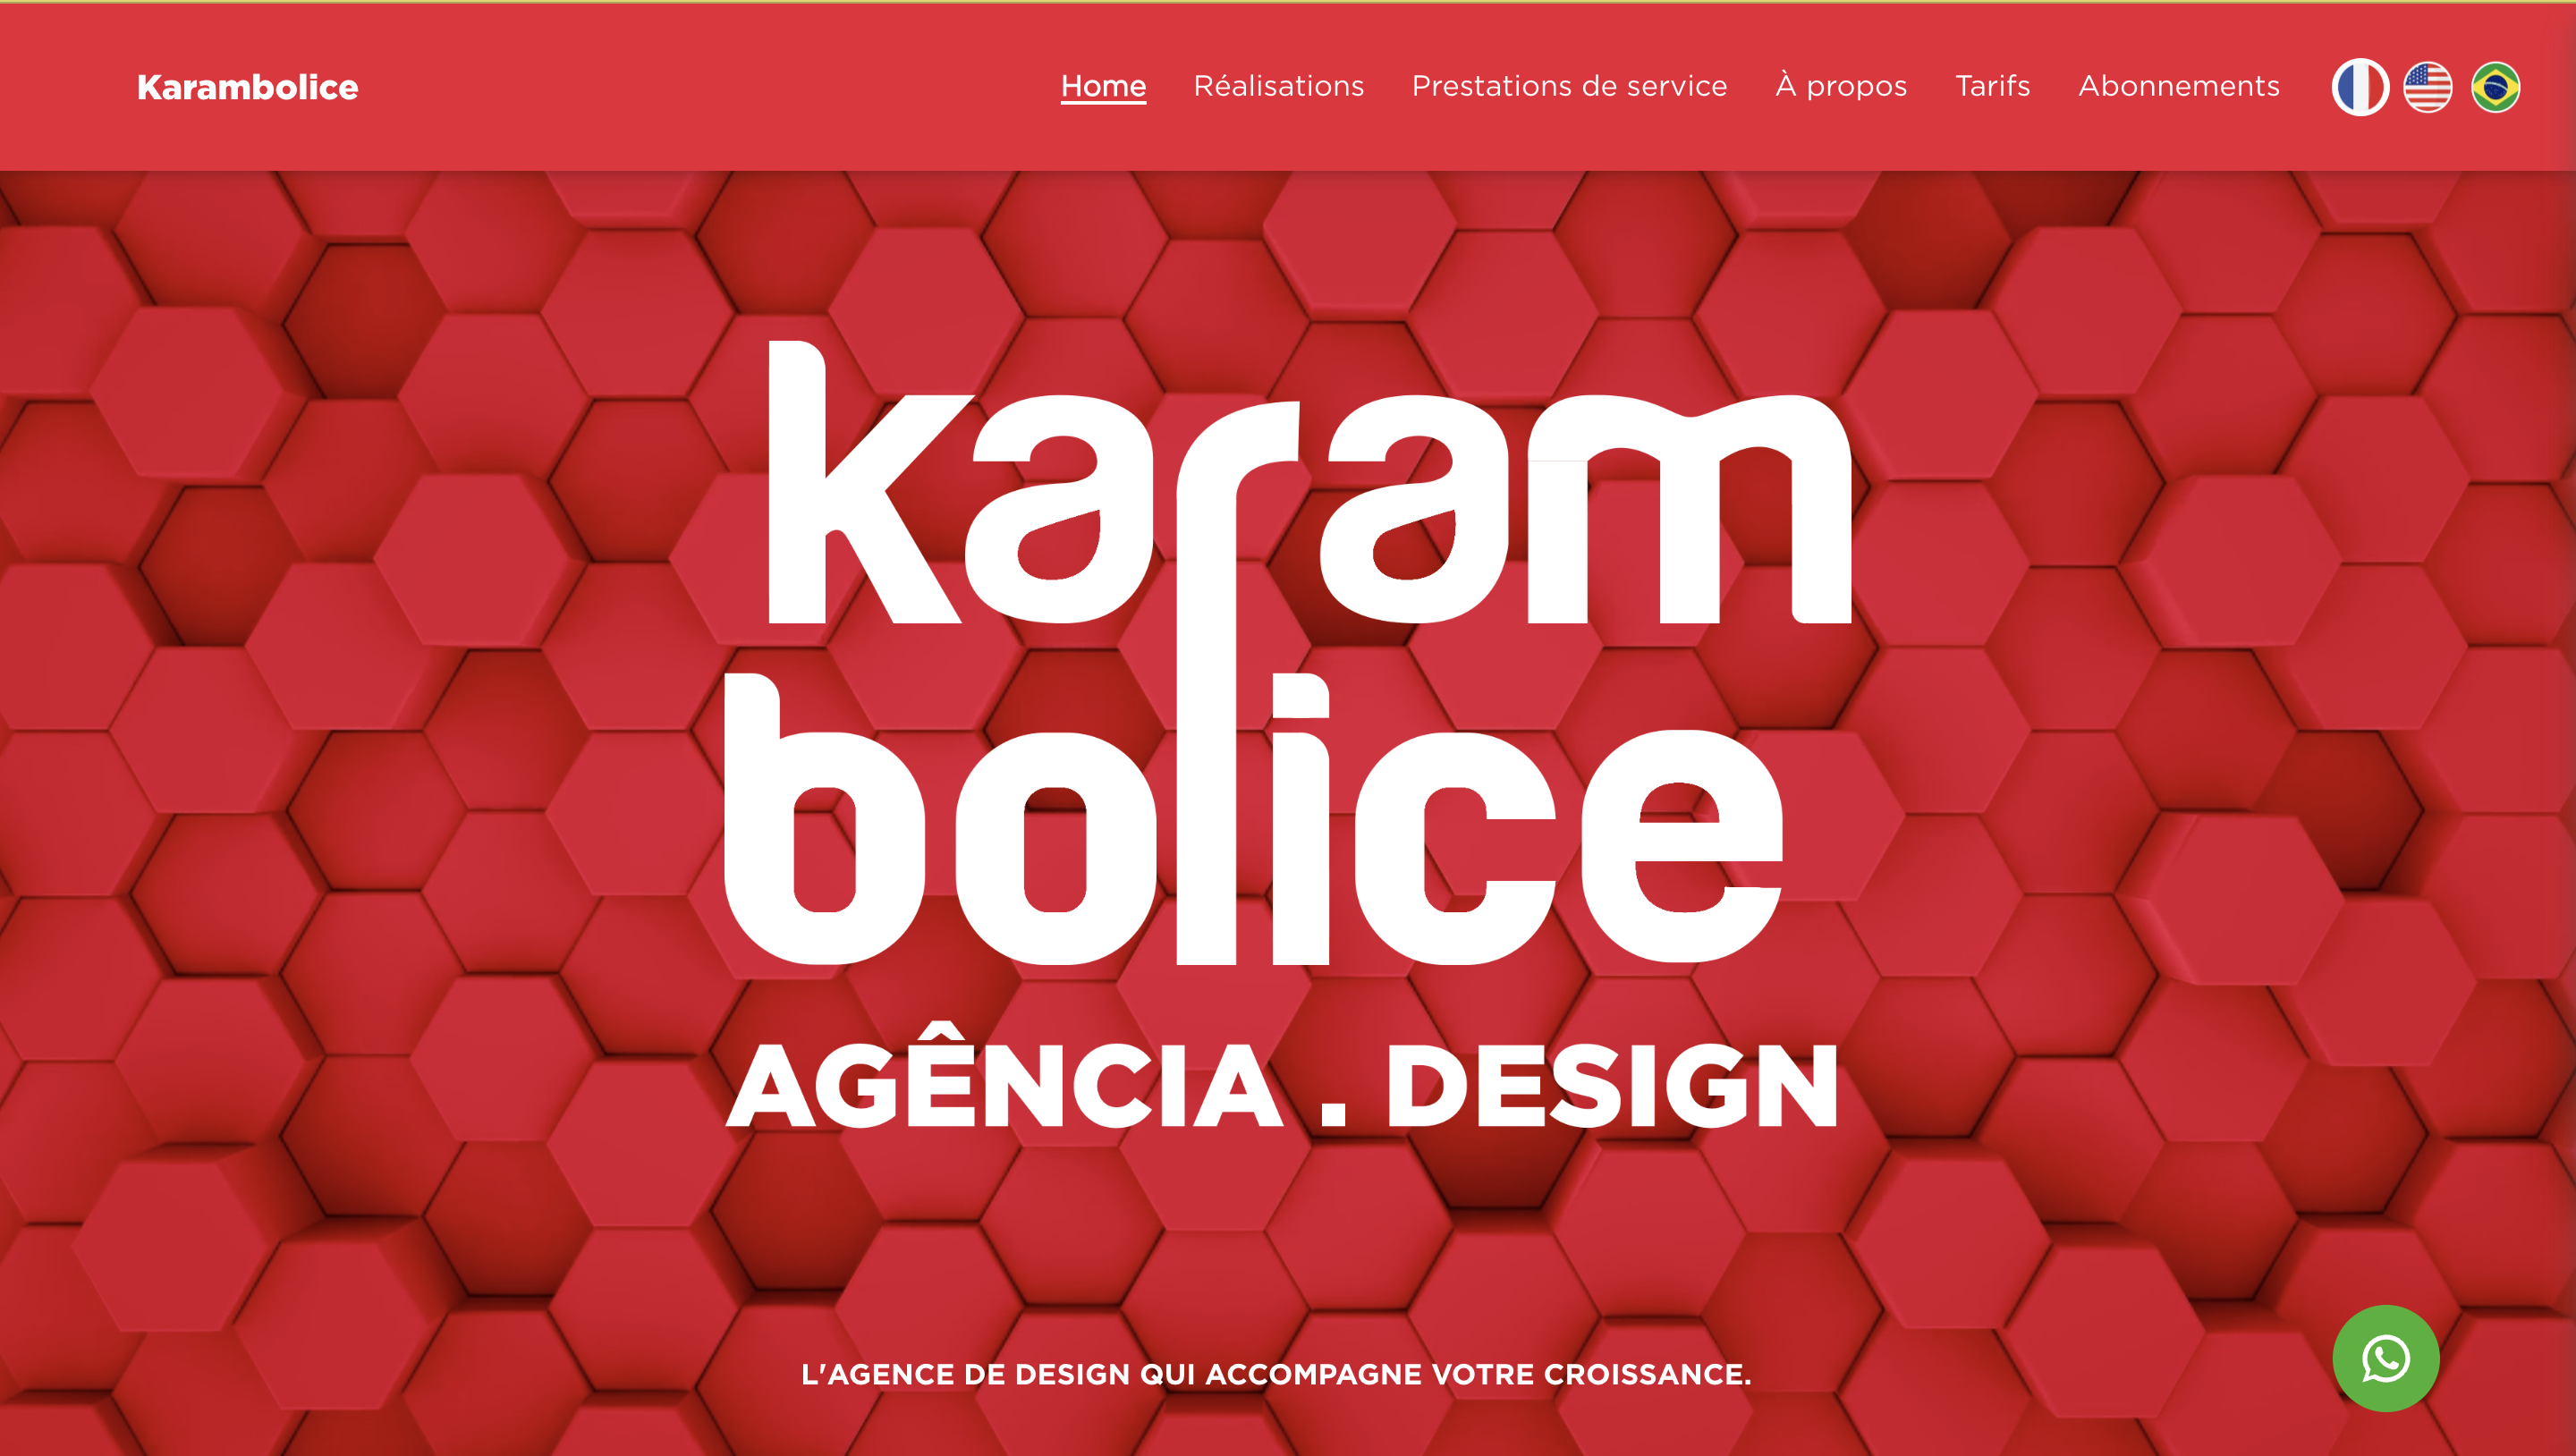 Karambolice
Home Réalisations Prestations de service À propos Tarifs Abonnements
karam
bolice
AGÊNCIA . DESIGN
L'AGENCE DE DESIGN QUI ACCOMPAGNE VOTRE CROISSANCE.